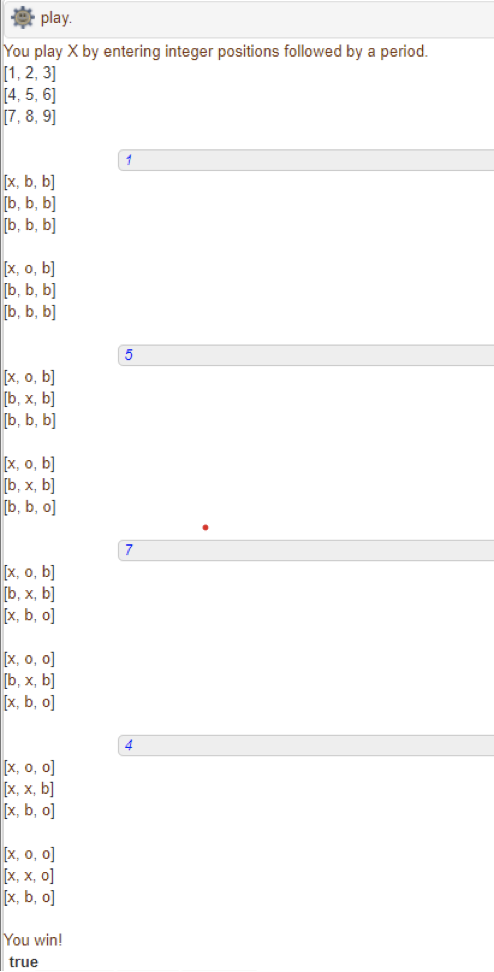 play.
You play X by entering integer positions followed by a period.
[1, 2, 3]
[4, 5, 6]
[7, 8, 9]
1
[x, b, b]
[b, b, b]
[b, b, b]
[x, o, b]
[b, b, b]
[b, b, b]
5
[x, o, b]
[b, x, b]
[b, b, b]
[x, o, b]
[b, x, b]
[b, b, o]
7
[x, o, b]
[b, x, b]
[x, b, o]
[x, o, o]
[b, x, b]
[x, b, o]
4
[x, o, o]
[x, x, b]
[x, b, o]
[x, o, o]
[x, x, o]
[x, b, o]
You win!
true